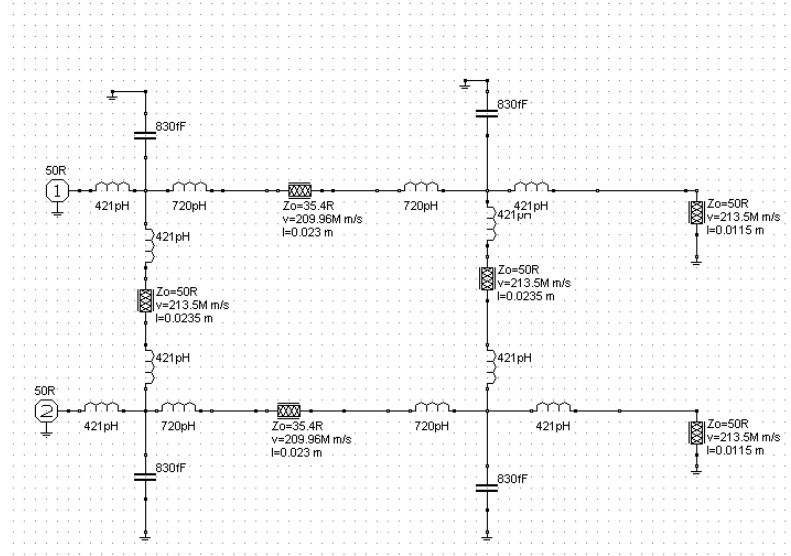 830fF
830fF
50R
1
421pH
720pH
Zo=35.4R
v=209.96M m/s
l=0.023 m
720pH
421pH
Zo=50R
v=213.5M m/s
l=0.0115 m
421pH
Zo=50R
v=213.5M m/s
l=0.0235 m
Zo=50R
v=213.5M m/s
l=0.0235 m
421pH
421pH
50R
2
421pH
720pH
Zo=35.4R
v=209.96M m/s
l=0.023 m
720pH
421pH
Zo=50R
v=213.5M m/s
l=0.0115 m
830fF
830fF